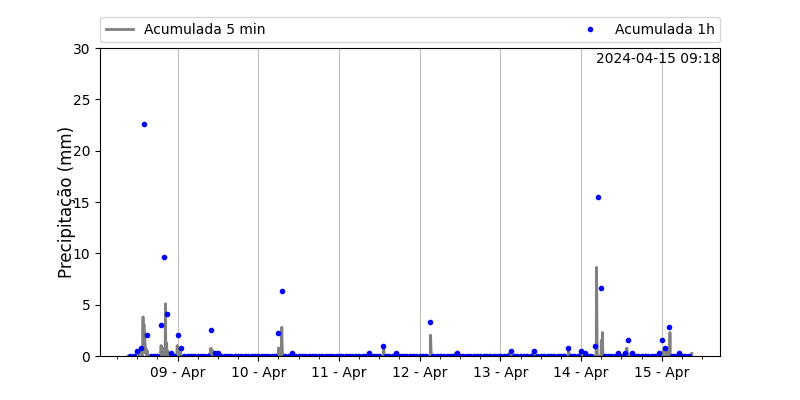 Acumulada 5 min Acumulada 1h
2024-04-15 09:18
Precipitação (mm)
30
25
20
15
10
5
0
09 - Apr 10 - Apr 11 - Apr 12 - Apr 13 - Apr 14 - Apr 15 - Apr